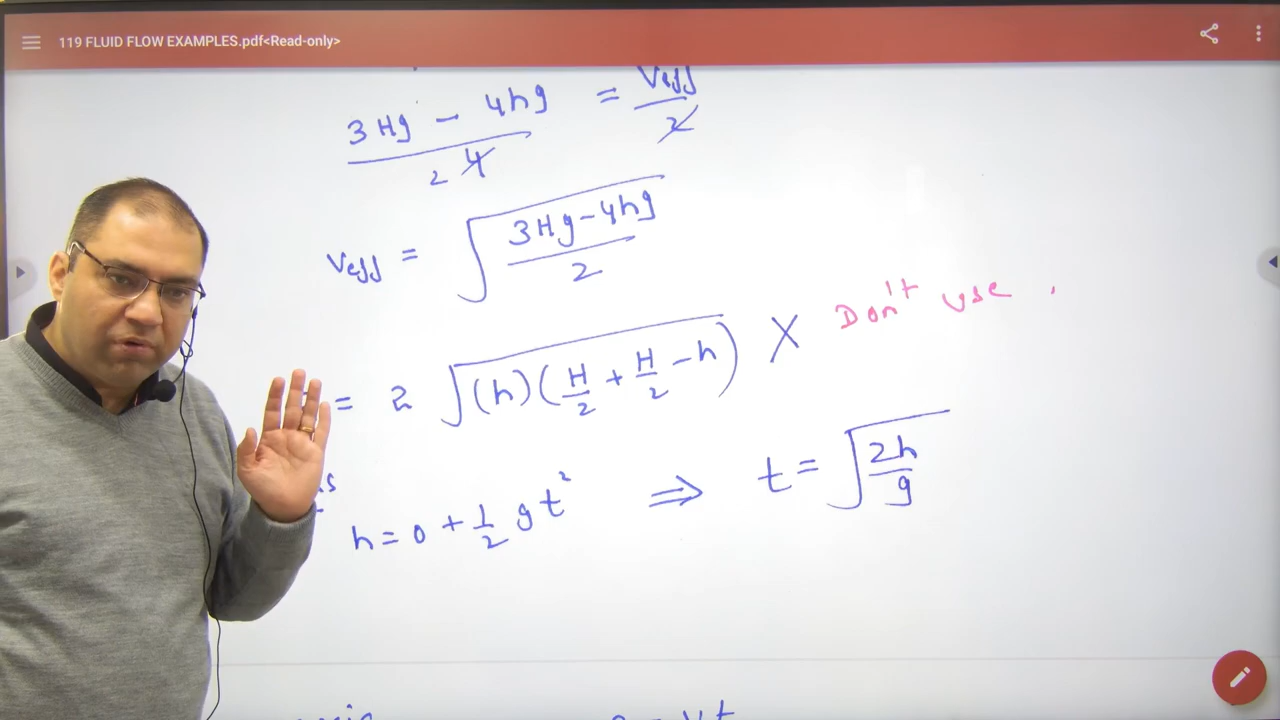 119 FLUID FLOW EXAMPLES.pdf<Read-only>
3Hg - 4hg / 2 4 = Veff / 2
Veff = √((3Hg - 4hg) / 2)
= 2 √((h)(H/2 + H/2 - h)) X Don't use .
h = 0 + 1/2 g t² ⇒ t = √(2h/g)